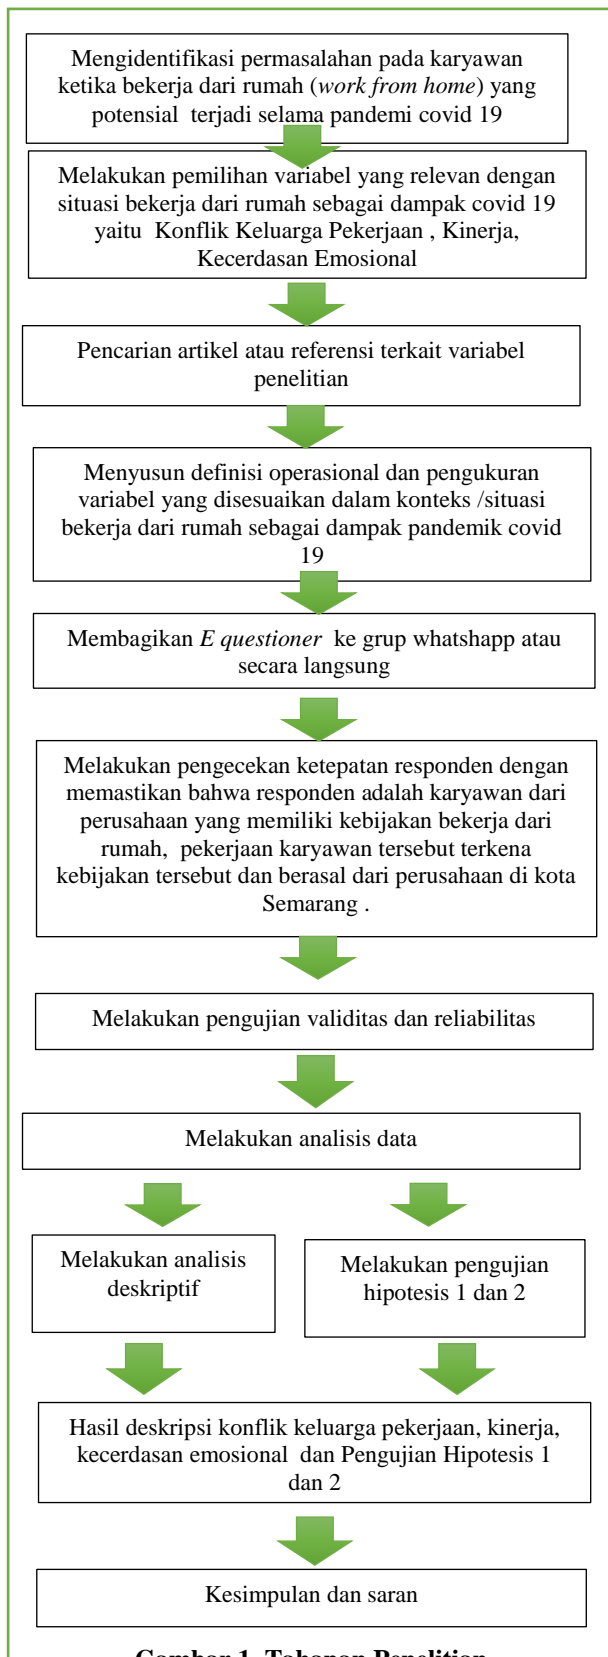 Mengidentifikasi permasalahan pada karyawan
ketika bekerja dari rumah (work from home) yang
potensial terjadi selama pandemi covid 19
Melakukan pemilihan variabel yang relevan dengan
situasi bekerja dari rumah sebagai dampak covid 19
yaitu Konflik Keluarga Pekerjaan , Kinerja,
Kecerdasan Emosional
Pencarian artikel atau referensi terkait variabel
penelitian
Menyusun definisi operasional dan pengukuran
variabel yang disesuaikan dalam konteks /situasi
bekerja dari rumah sebagai dampak pandemik covid
19
Membagikan E questioner ke grup whatshapp atau
secara langsung
Melakukan pengecekan ketepatan responden dengan
memastikan bahwa responden adalah karyawan dari
perusahaan yang memiliki kebijakan bekerja dari
rumah, pekerjaan karyawan tersebut terkena
kebijakan tersebut dan berasal dari perusahaan di kota
Semarang .
Melakukan pengujian validitas dan reliabilitas
Melakukan analisis data
Melakukan analisis
deskriptif
Melakukan pengujian
hipotesis 1 dan 2
Hasil deskripsi konflik keluarga pekerjaan, kinerja,
kecerdasan emosional dan Pengujian Hipotesis 1
dan 2
Kesimpulan dan saran
Gambar 1. Tahapan Penelitian